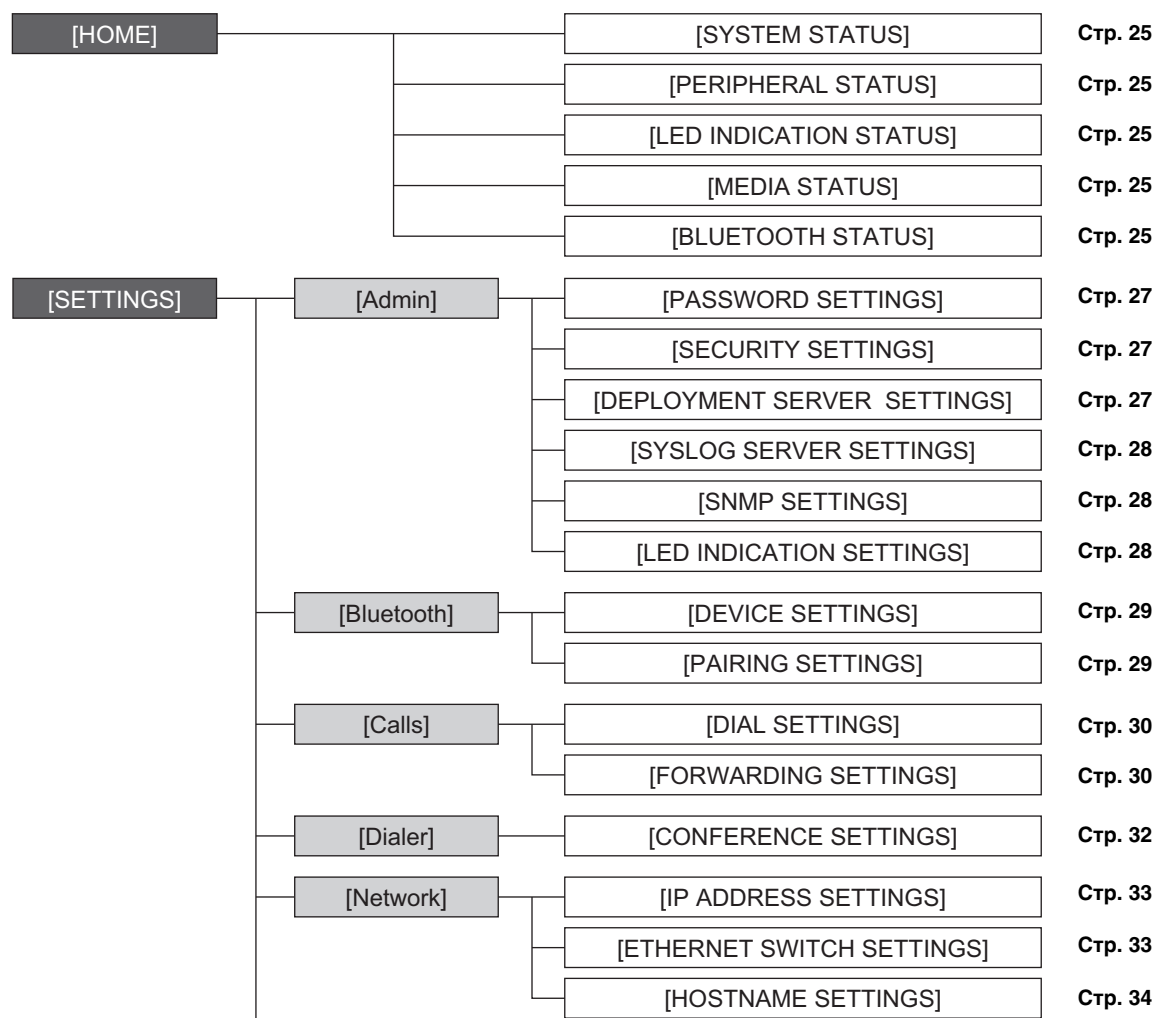 [HOME] [SYSTEM STATUS] Стр. 25
[PERIPHERAL STATUS] Стр. 25
[LED INDICATION STATUS] Стр. 25
[MEDIA STATUS] Стр. 25
[BLUETOOTH STATUS] Стр. 25
[SETTINGS] [Admin] [PASSWORD SETTINGS] Стр. 27
[SECURITY SETTINGS] Стр. 27
[DEPLOYMENT SERVER SETTINGS] Стр. 27
[SYSLOG SERVER SETTINGS] Стр. 28
[SNMP SETTINGS] Стр. 28
[LED INDICATION SETTINGS] Стр. 28
[Bluetooth] [DEVICE SETTINGS] Стр. 29
[PAIRING SETTINGS] Стр. 29
[Calls] [DIAL SETTINGS] Стр. 30
[FORWARDING SETTINGS] Стр. 30
[Dialer] [CONFERENCE SETTINGS] Стр. 32
[Network] [IP ADDRESS SETTINGS] Стр. 33
[ETHERNET SWITCH SETTINGS] Стр. 33
[HOSTNAME SETTINGS] Стр. 34